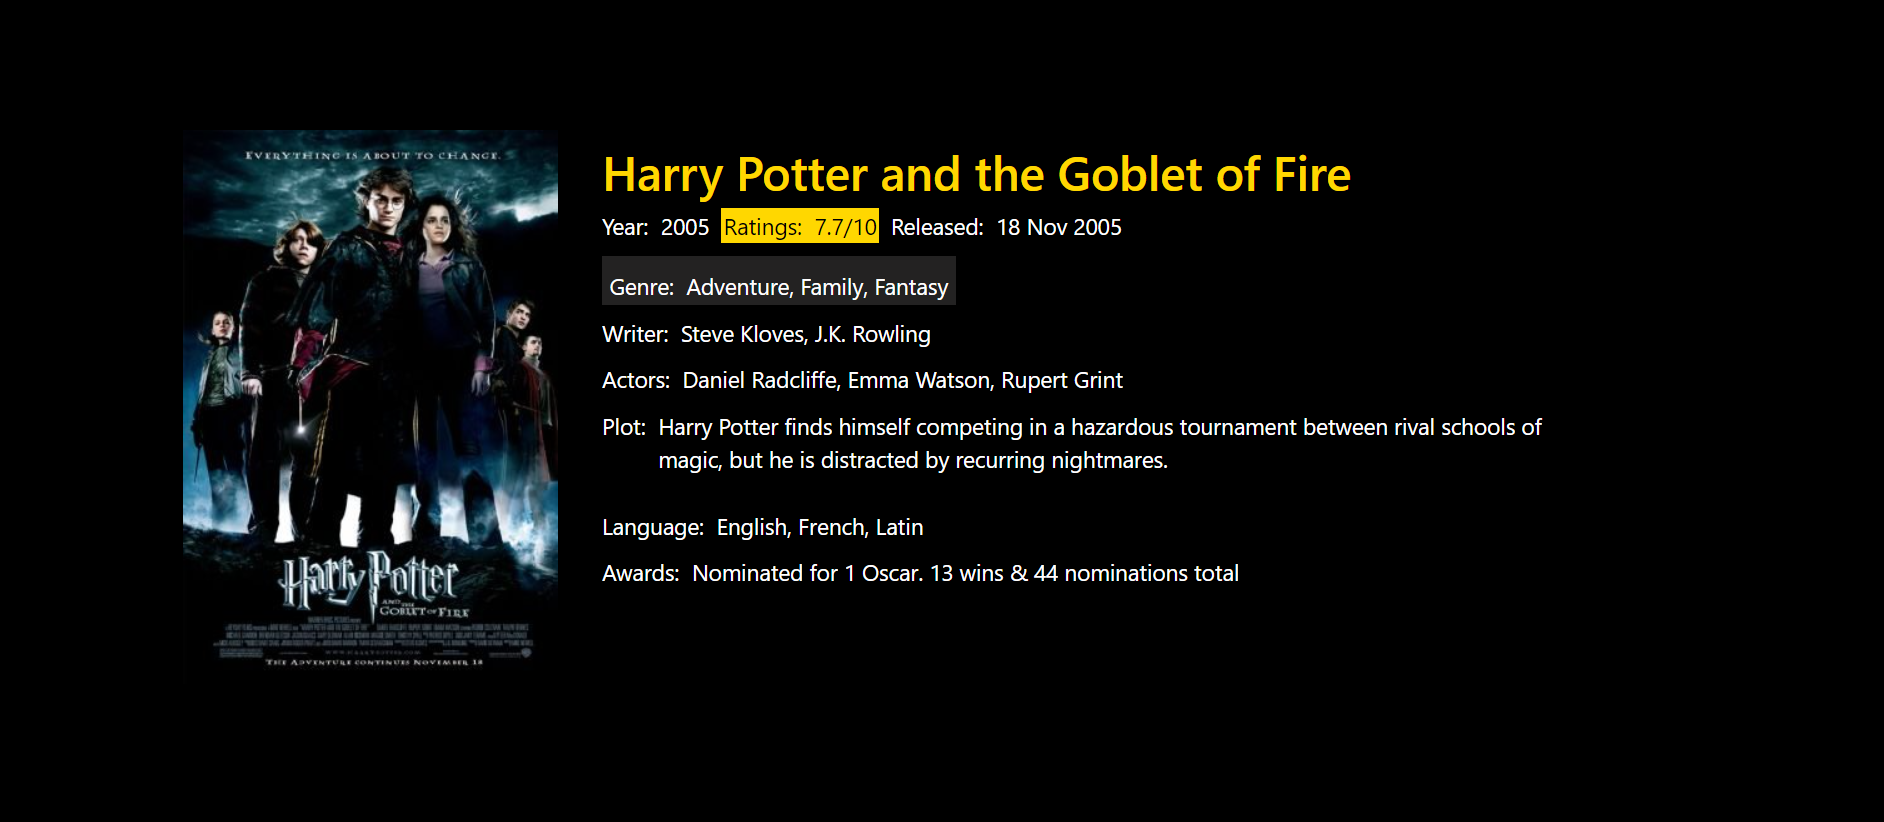 EVERYTHING IS ABOUT TO CHANGE.
Harry Potter
AND THE
GOBLET OF FIRE
WWW.HARRYPOTTER.COM
THE ADVENTURE CONTINUES NOVEMBER 18
Harry Potter and the Goblet of Fire
Year: 2005 Ratings: 7.7/10 Released: 18 Nov 2005
Genre: Adventure, Family, Fantasy
Writer: Steve Kloves, J.K. Rowling
Actors: Daniel Radcliffe, Emma Watson, Rupert Grint
Plot: Harry Potter finds himself competing in a hazardous tournament between rival schools of
magic, but he is distracted by recurring nightmares.
Language: English, French, Latin
Awards: Nominated for 1 Oscar. 13 wins & 44 nominations total